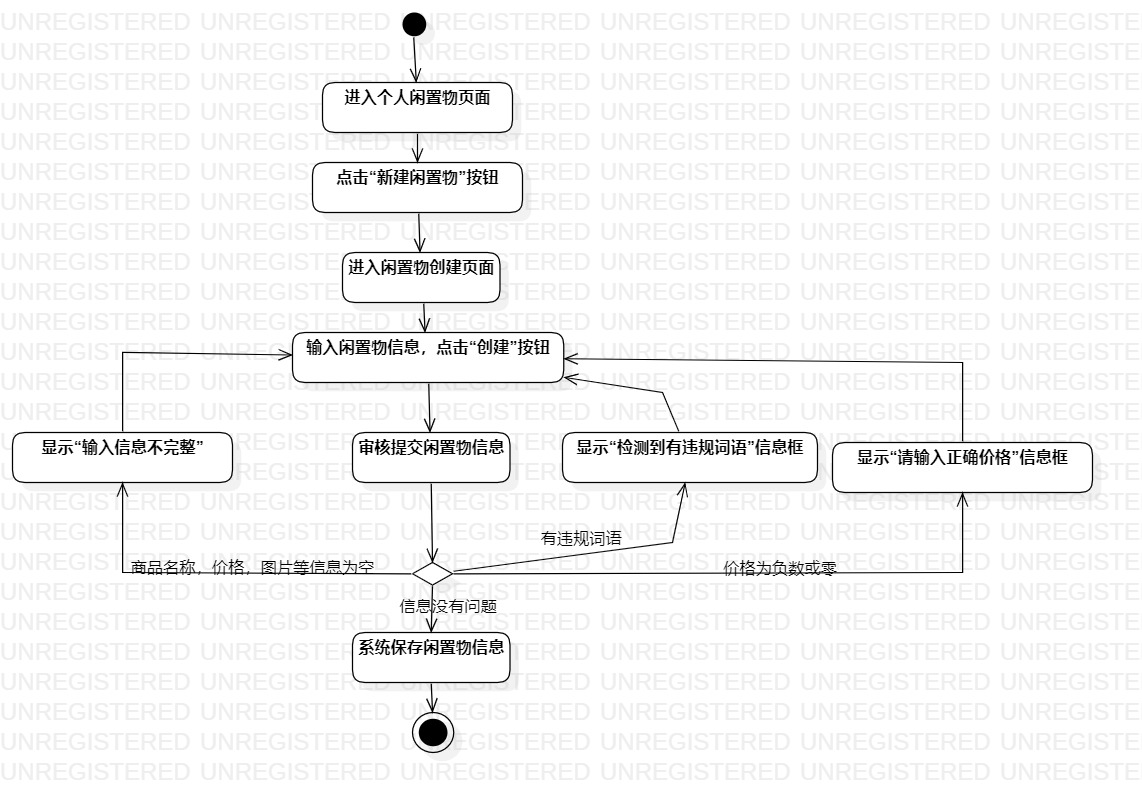 进入个人闲置物页面
点击“新建闲置物”按钮
进入闲置物创建页面
输入闲置物信息，点击“创建”按钮
显示“输入信息不完整”
审核提交闲置物信息
显示“检测到有违规词语”信息框
显示“请输入正确价格”信息框
有违规词语
商品名称，价格，图片等信息为空
价格为负数或零
信息没有问题
系统保存闲置物信息
UNREGISTERED UNREGISTERED UNREGISTERED UNREGISTERED UNREGISTERED UNREGISTE